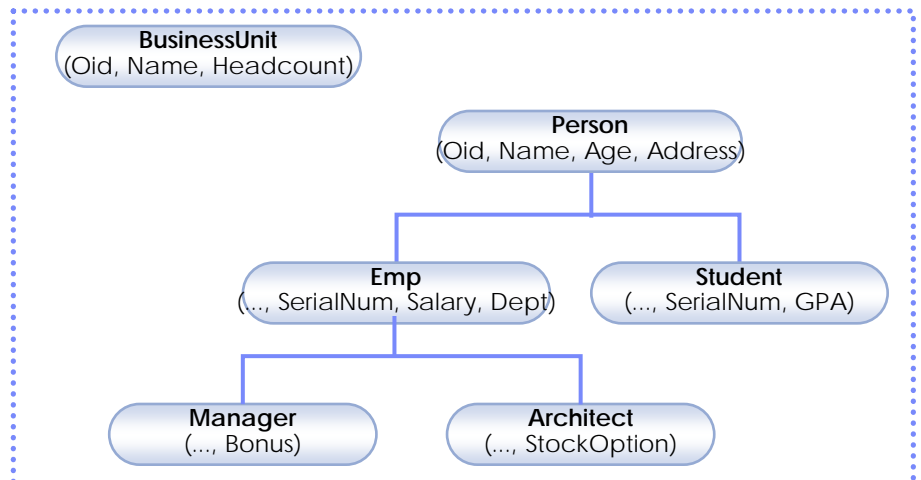 BusinessUnit
(Oid, Name, Headcount)
Person
(Oid, Name, Age, Address)
Emp
(..., SerialNum, Salary, Dept)
Student
(..., SerialNum, GPA)
Manager
(..., Bonus)
Architect
(..., StockOption)